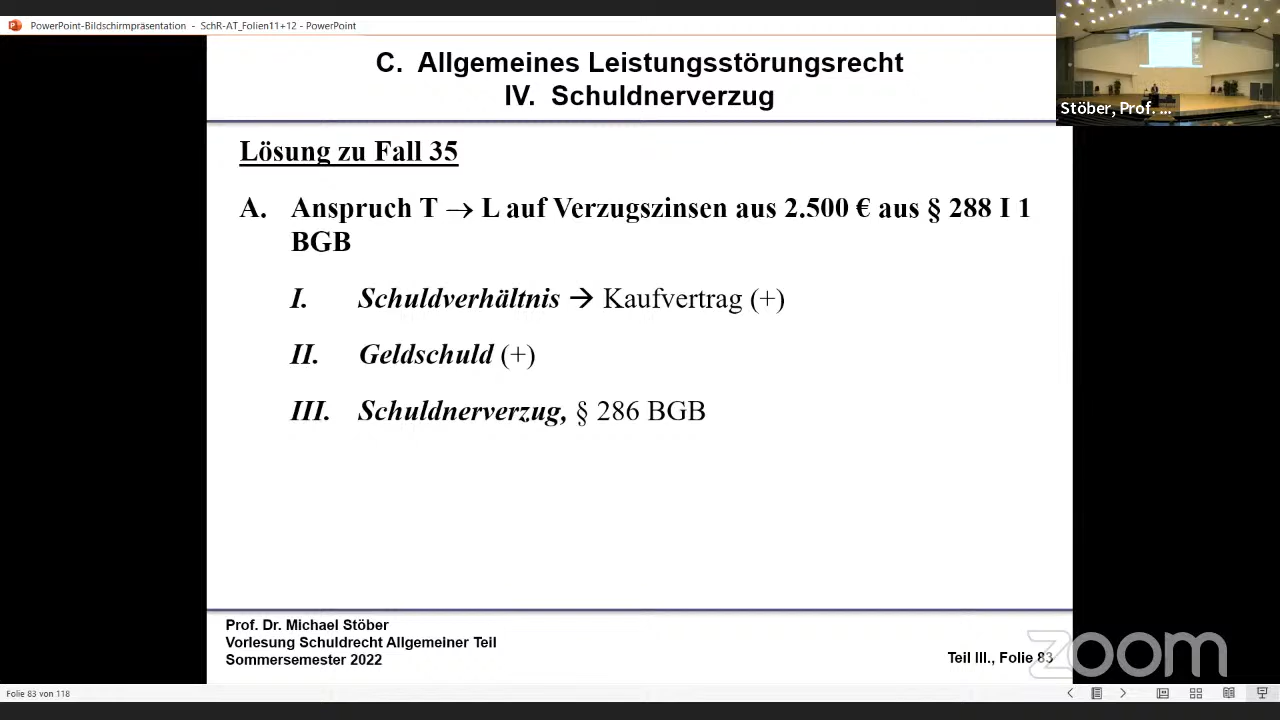 PowerPoint-Bildschirmpräsentation - SchR-AT_Folien11+12 - PowerPoint
Stöber, Prof. ...
C. Allgemeines Leistungsstörungsrecht
IV. Schuldnerverzug
Lösung zu Fall 35
A. Anspruch T → L auf Verzugszinsen aus 2.500 € aus § 288 I 1
BGB
I. Schuldverhältnis → Kaufvertrag (+)
II. Geldschuld (+)
III. Schuldnerverzug, § 286 BGB
Prof. Dr. Michael Stöber
Vorlesung Schuldrecht Allgemeiner Teil
Sommersemester 2022
Teil III., Folie 83
zoom
Folie 83 von 118